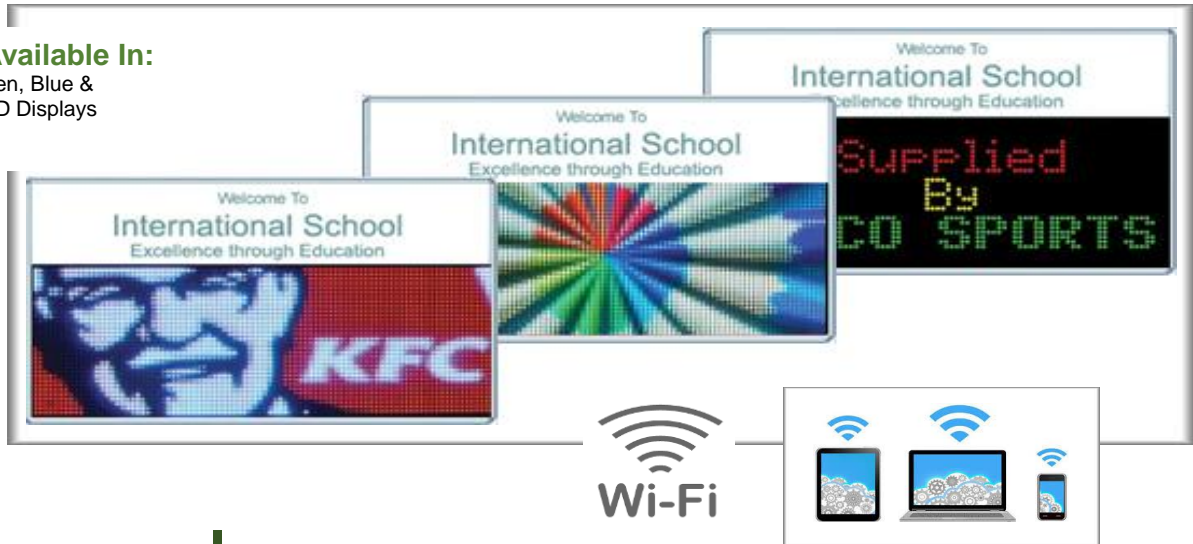 Available In:
en, Blue &
D Displays
Welcome To
International School
Excellence through Education
Supplied
By
CO SPORTS
Welcome To
International School
Excellence through Education
Welcome To
International School
Excellence through Education
KFC
Wi-Fi